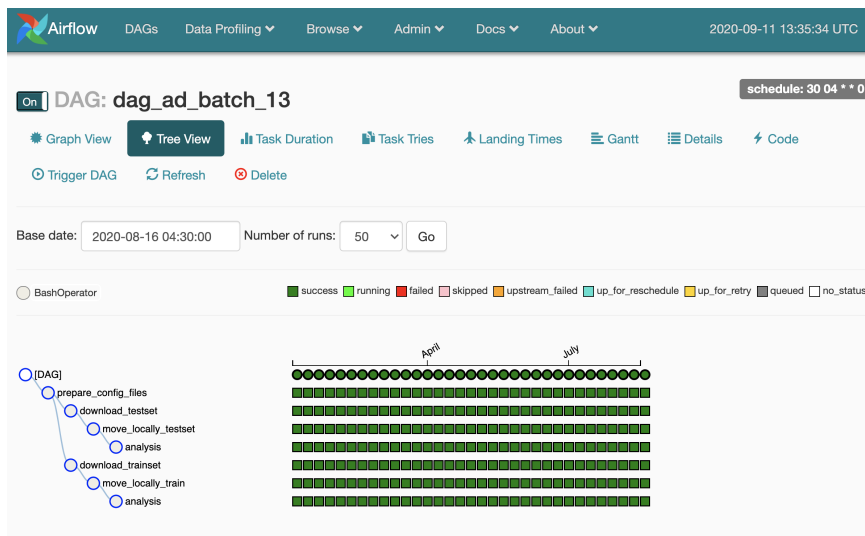 Airflow DAGs Data Profiling Browse Admin Docs About 2020-09-11 13:35:34 UTC
On DAG: dag_ad_batch_13 schedule: 30 04 * * 0
Graph View Tree View Task Duration Task Tries Landing Times Gantt Details Code
Trigger DAG Refresh Delete
Base date: 2020-08-16 04:30:00 Number of runs: 50 Go
BashOperator success running failed skipped upstream_failed up_for_reschedule up_for_retry queued no_status
April July
[DAG]
prepare_config_files
download_testset
move_locally_testset
analysis
download_trainset
move_locally_train
analysis